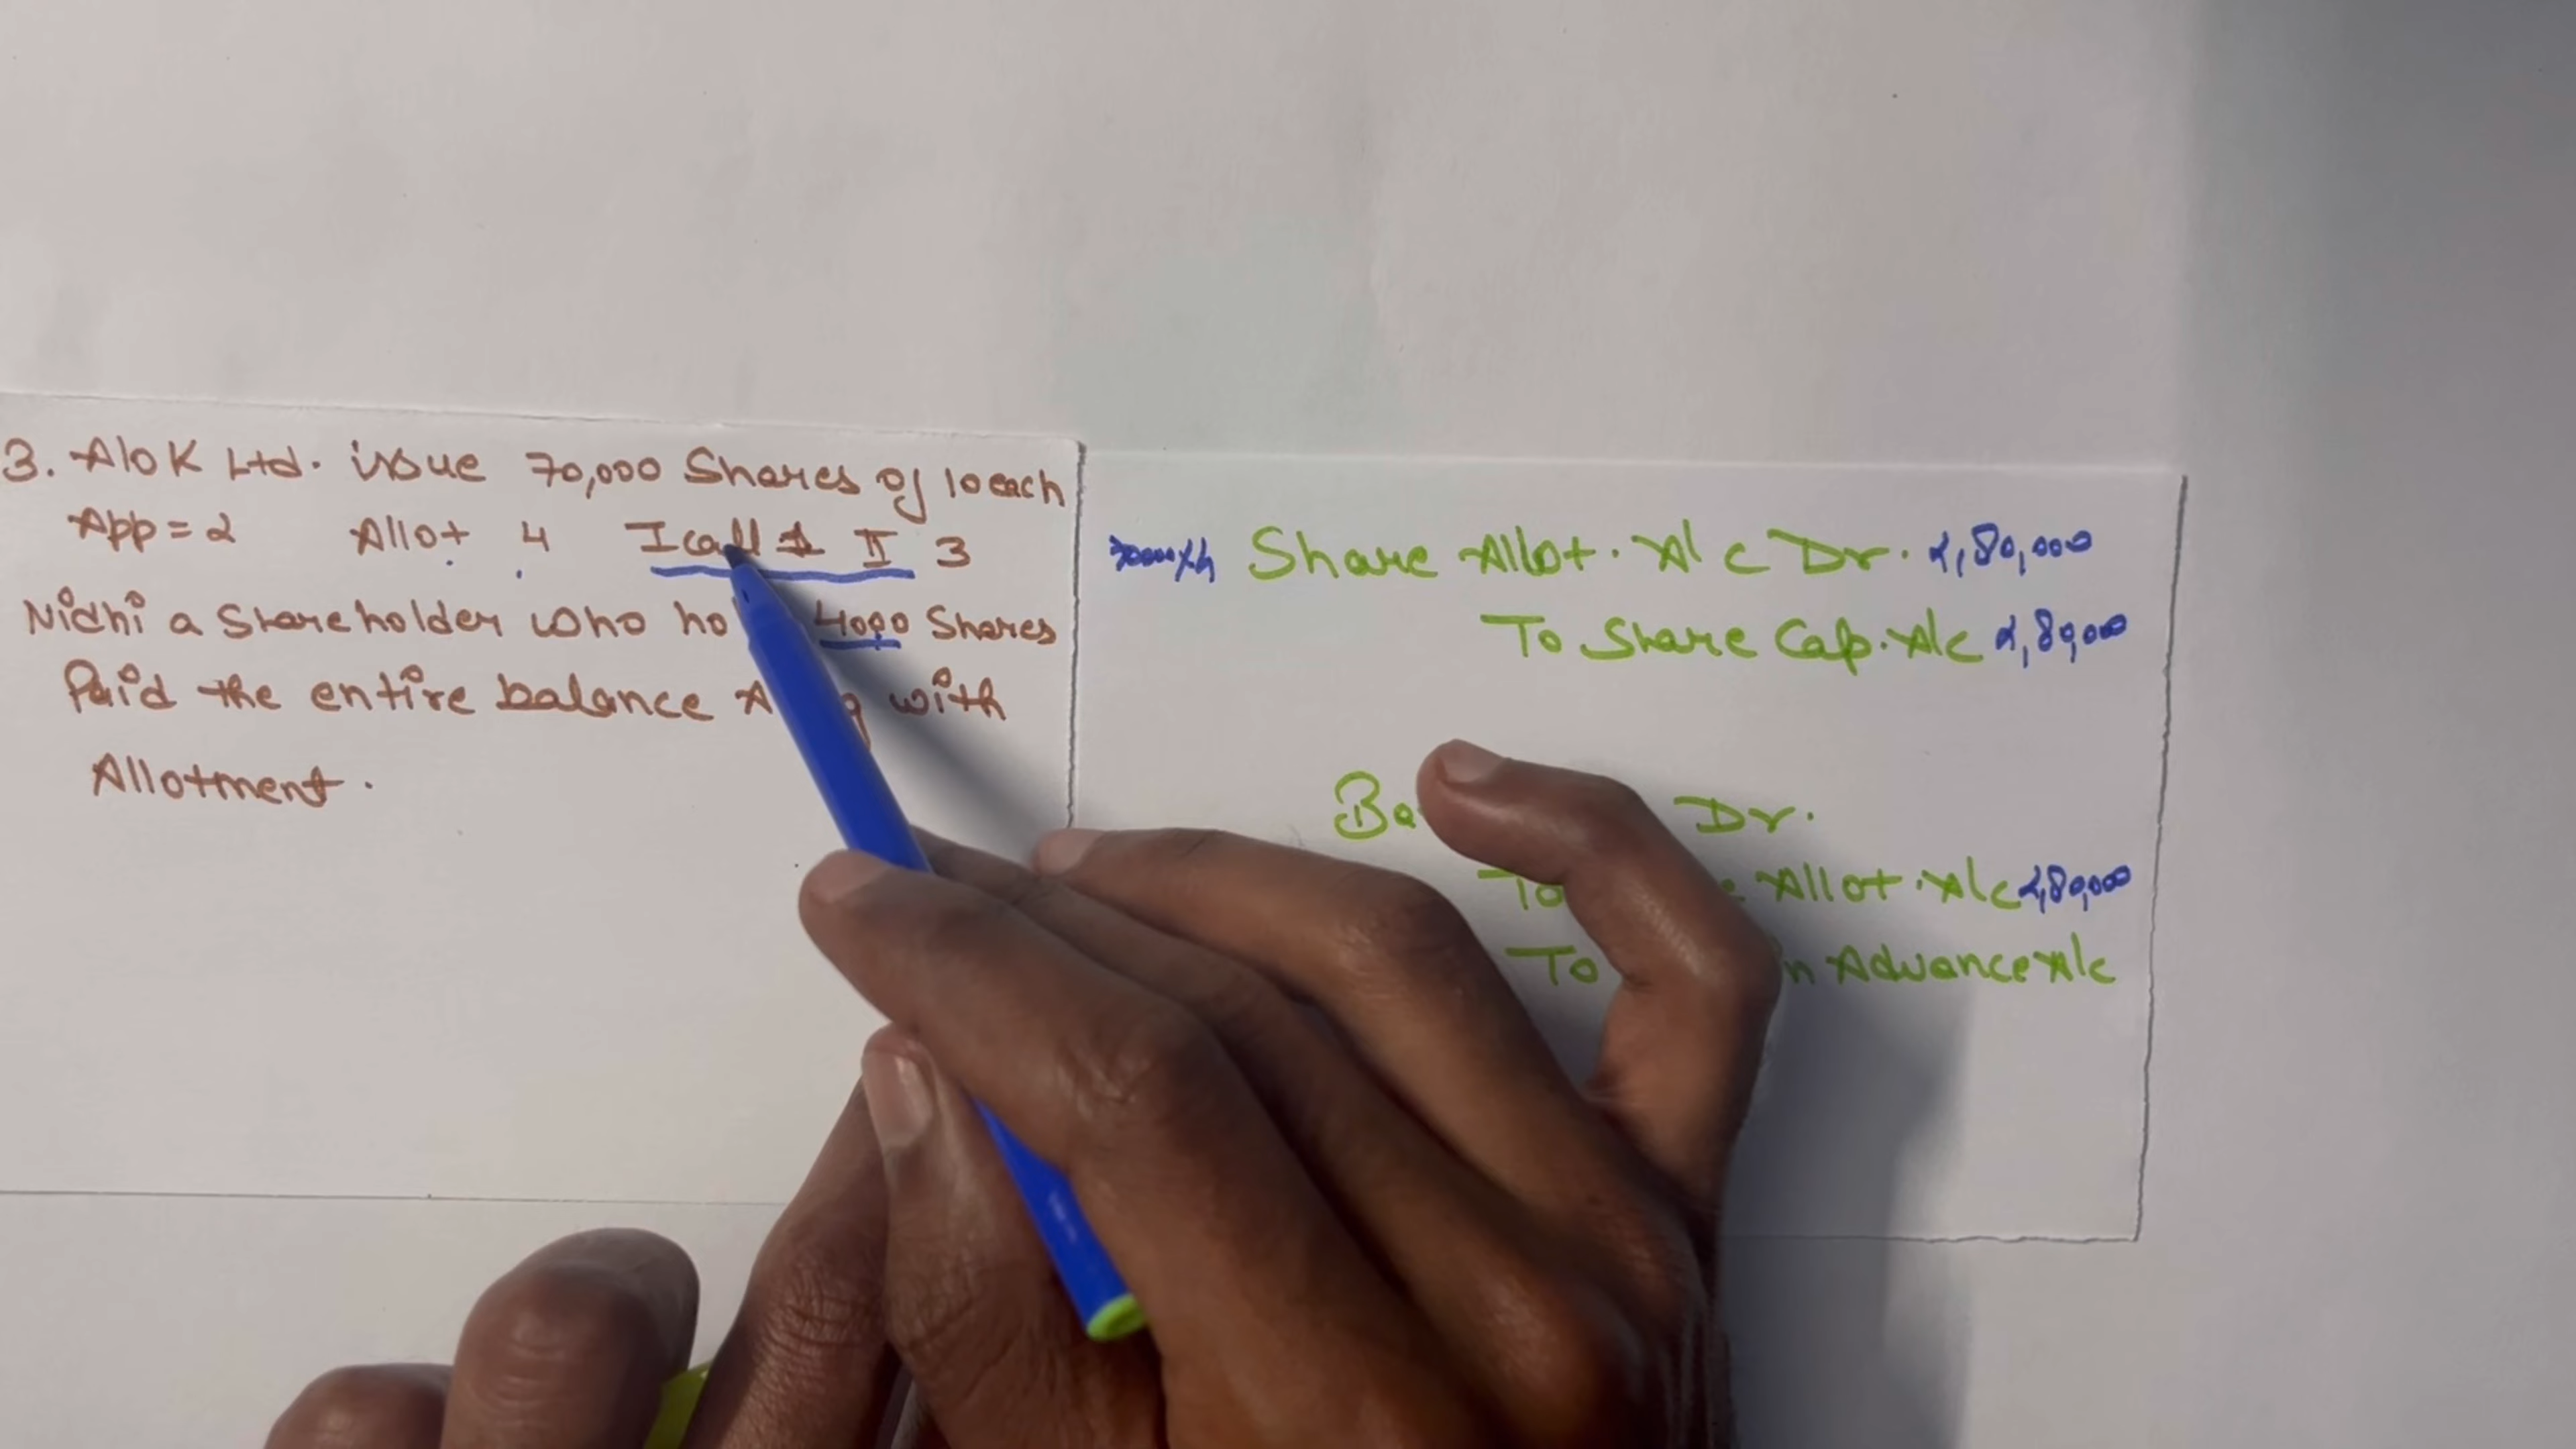 3. Alok Ltd. issue 70,000 Shares of 10 each
App = 2 Allot 4 I call 1 II 3
Nidhi a Shareholder who 4000 Shares
Paid the entire balance with
Allotment.
70000x4 Share Allot. A/c Dr. 2,80,000
To Share Cap. A/c 2,80,000
Dr.
To Allot. A/c 2,80,000
To Advance A/c